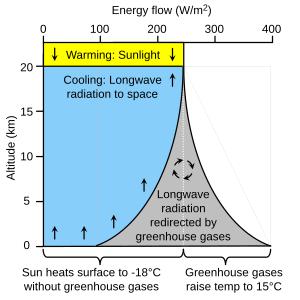 Energy flow (W/m²)
0 100 200 300 400
Warming: Sunlight
20
Cooling: Longwave
radiation to space
15
Altitude (km)
10
5
Longwave
radiation
redirected by
greenhouse gases
0
Sun heats surface to -18°C
without greenhouse gases
Greenhouse gases
raise temp to 15°C